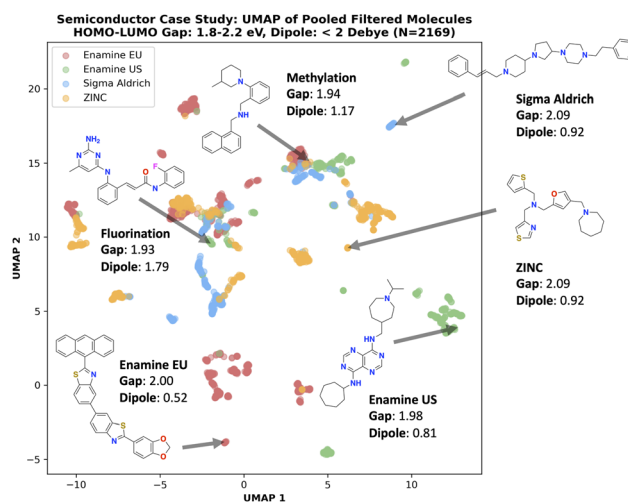 Semiconductor Case Study: UMAP of Pooled Filtered Molecules
HOMO-LUMO Gap: 1.8-2.2 eV, Dipole: < 2 Debye (N=2169)
Enamine EU
Enamine US
Sigma Aldrich
ZINC
Methylation
Gap: 1.94
Dipole: 1.17
Sigma Aldrich
Gap: 2.09
Dipole: 0.92
Fluorination
Gap: 1.93
Dipole: 1.79
ZINC
Gap: 2.09
Dipole: 0.92
Enamine EU
Gap: 2.00
Dipole: 0.52
Enamine US
Gap: 1.98
Dipole: 0.81
N
NH
N
N
N
NH2
N
N
N
H
O
F
N
H
S
N
S
N
O
O
S
N
S
N
O
N
N
HN
N
N
N
N
HN
20
15
10
5
0
−5
−10
−5
0
5
10
UMAP 2
UMAP 1